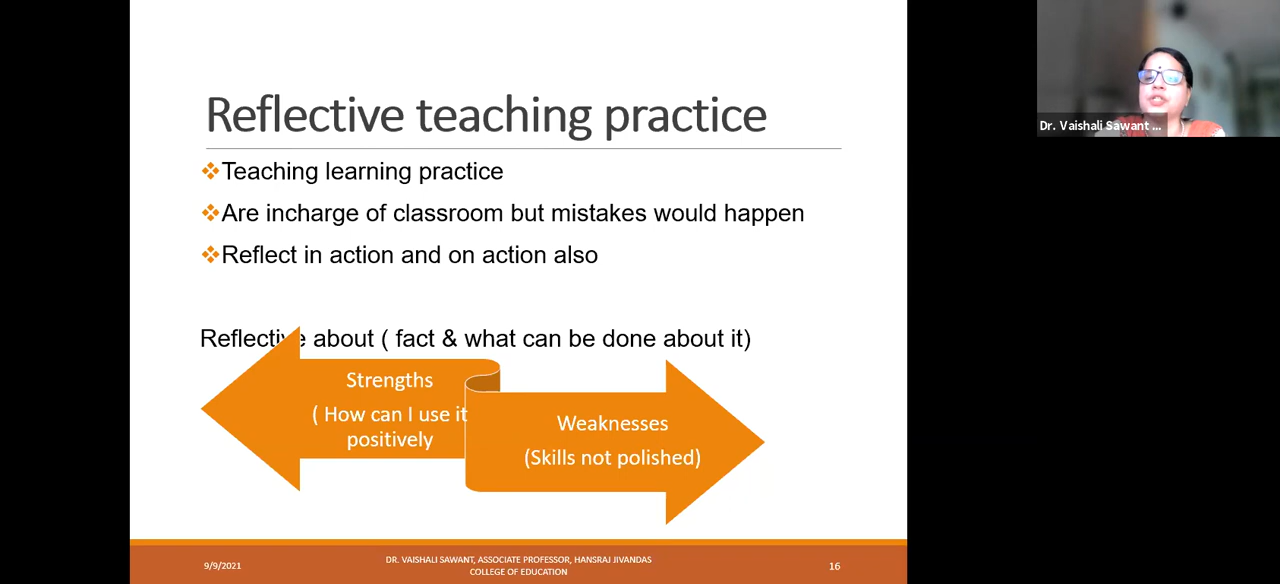 Reflective teaching practice
Teaching learning practice
Are incharge of classroom but mistakes would happen
Reflect in action and on action also
Reflective about ( fact & what can be done about it)
Strengths
( How can I use it
positively
Weaknesses
(Skills not polished)
9/9/2021
DR. VAISHALI SAWANT, ASSOCIATE PROFESSOR, HANSRAJ JIVANDAS
COLLEGE OF EDUCATION
16
Dr. Vaishali Sawant ...